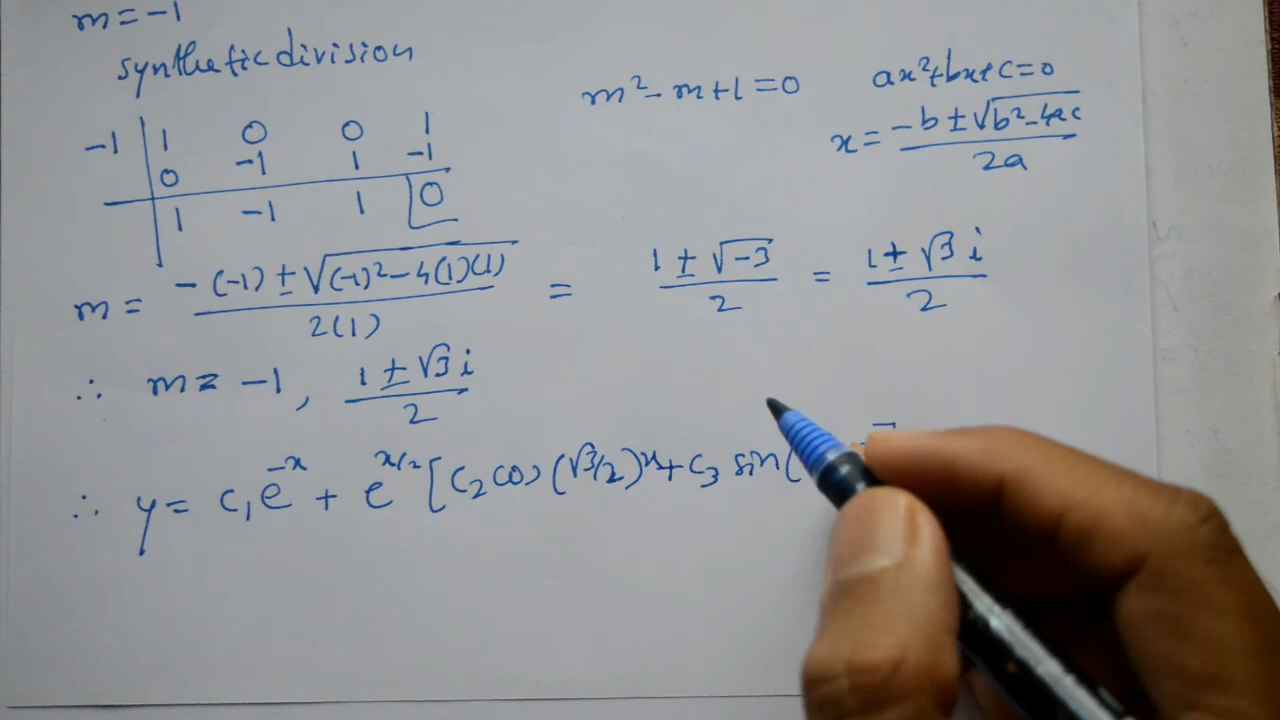 m = -1
synthetic division
m² - m + 1 = 0
ax² + bx + c = 0
x = (-b ± √(b² - 4ac)) / 2a
-1 | 1 0 0 1
0 -1 1 -1
1 -1 1 | 0
m = (-(-1) ± √((-1)² - 4(1)(1))) / 2(1) = (1 ± √-3) / 2 = (1 ± √3 i) / 2
∴ m = -1, (1 ± √3 i) / 2
∴ y = c₁e^(-x) + e^(x/2) [c₂ cos (√3/2)x + c₃ sin(